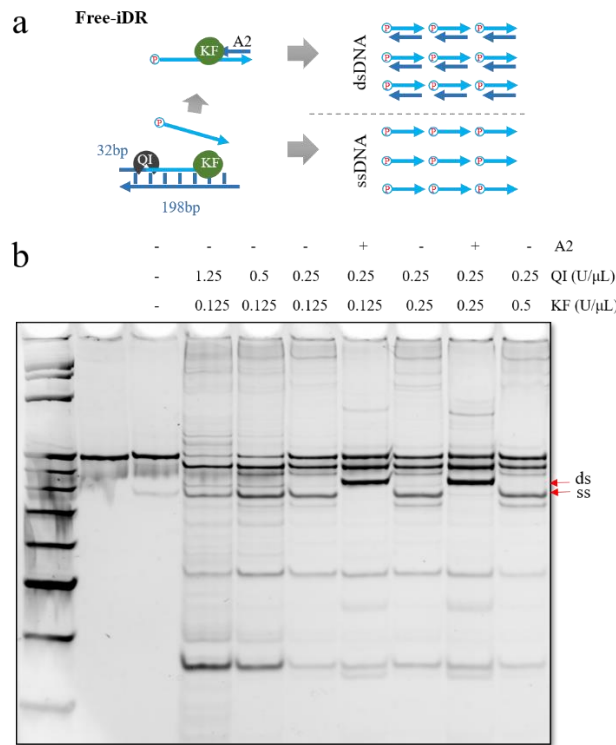 a
Free-iDR
KF A2
P
P P P
P P P
P P P
dsDNA
P
32bp QI KF
198bp
P P P
P P P
P P P
ssDNA
b
- - - - + - + - A2
- 1.25 0.5 0.25 0.25 0.25 0.25 0.25 QI (U/μL)
- 0.125 0.125 0.125 0.125 0.25 0.25 0.5 KF (U/μL)
ds
ss